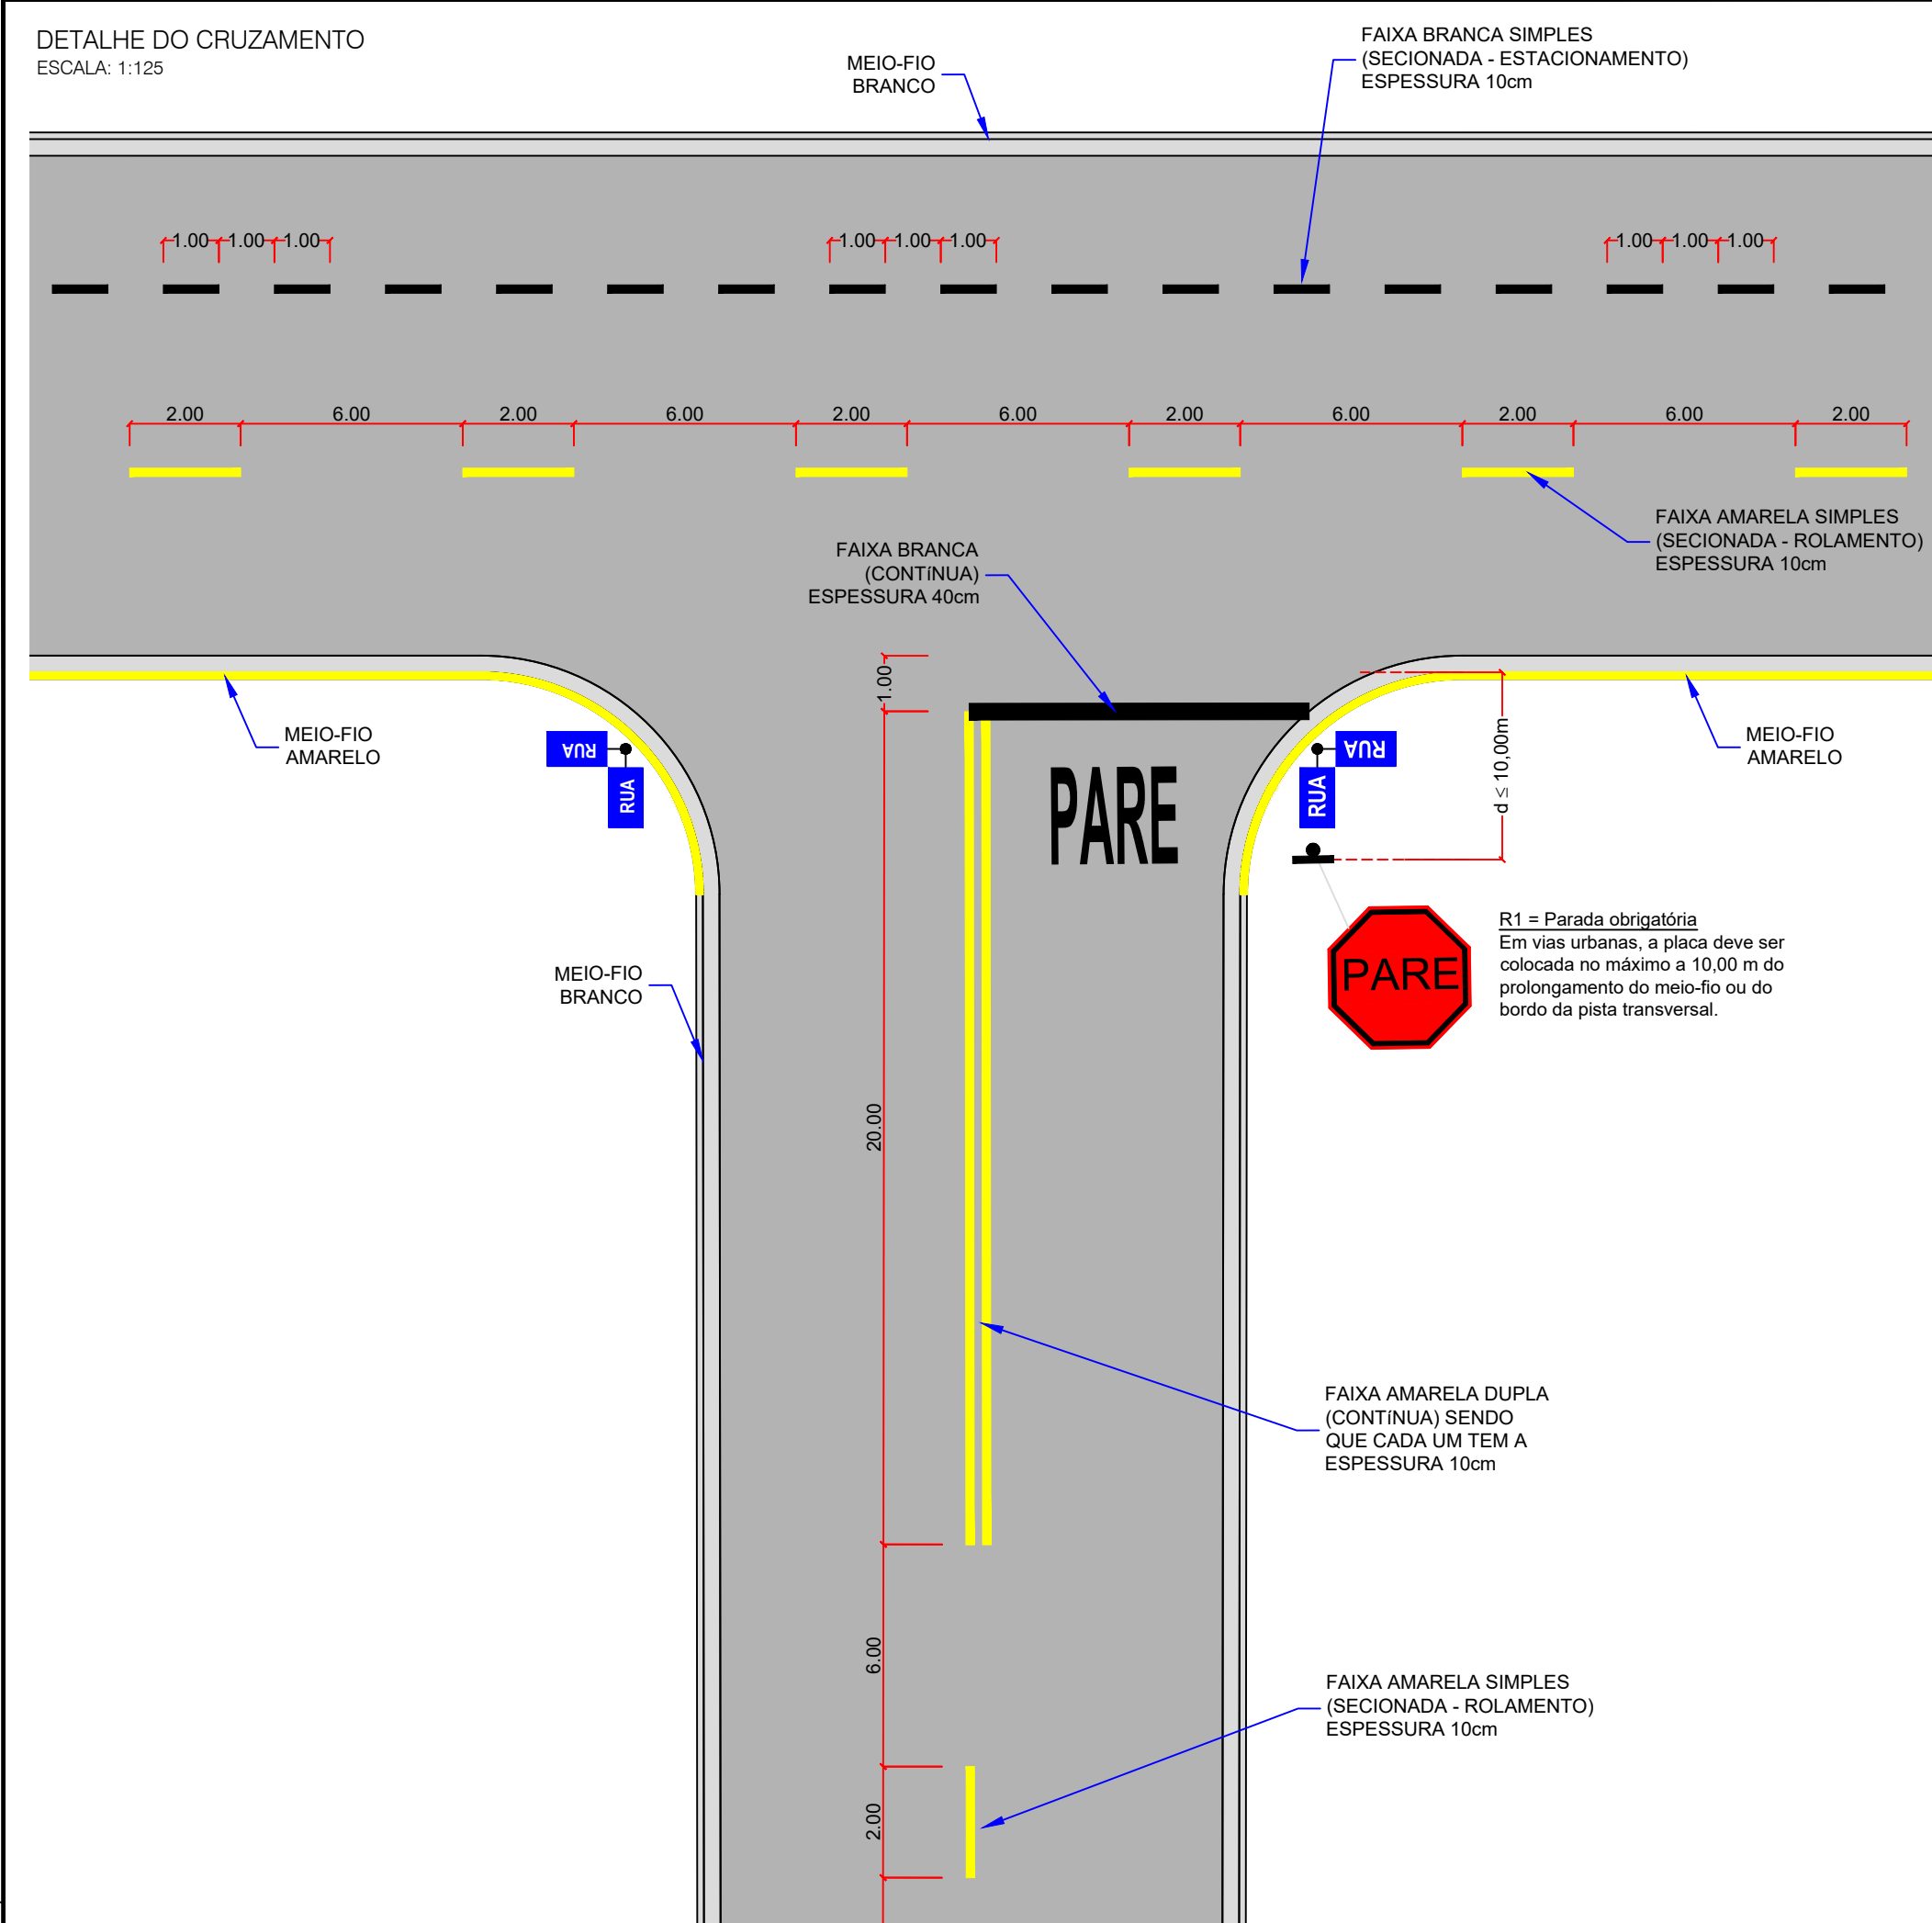 DETALHE DO CRUZAMENTO
ESCALA: 1:125
MEIO-FIO
BRANCO
FAIXA BRANCA SIMPLES
(SECIONADA - ESTACIONAMENTO)
ESPESSURA 10cm
1.00 1.00 1.00
1.00 1.00 1.00
1.00 1.00 1.00
2.00 6.00 2.00 6.00 2.00 6.00 2.00 6.00 2.00 6.00 2.00
FAIXA AMARELA SIMPLES
(SECIONADA - ROLAMENTO)
ESPESSURA 10cm
FAIXA BRANCA
(CONTíNUA)
ESPESSURA 40cm
1.00
MEIO-FIO
AMARELO
RUA
RUA
PARE
RUA
RUA
d ≤ 10,00m
MEIO-FIO
AMARELO
PARE
R1 = Parada obrigatória
Em vias urbanas, a placa deve ser
colocada no máximo a 10,00 m do
prolongamento do meio-fio ou do
bordo da pista transversal.
MEIO-FIO
BRANCO
20.00
FAIXA AMARELA DUPLA
(CONTíNUA) SENDO
QUE CADA UM TEM A
ESPESSURA 10cm
6.00
FAIXA AMARELA SIMPLES
(SECIONADA - ROLAMENTO)
ESPESSURA 10cm
2.00